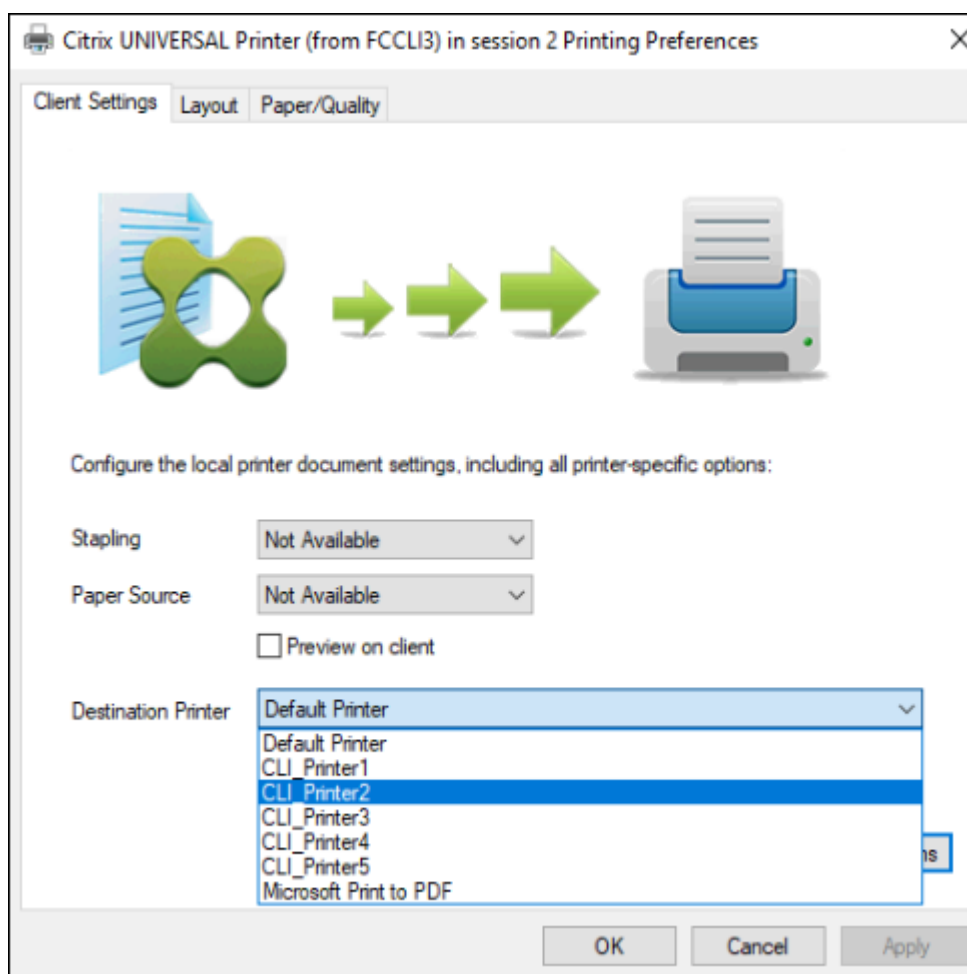 Citrix UNIVERSAL Printer (from FCCLI3) in session 2 Printing Preferences
Client Settings Layout Paper/Quality
Configure the local printer document settings, including all printer-specific options:
Stapling Not Available
Paper Source Not Available
Preview on client
Destination Printer Default Printer
Default Printer
CLI_Printer1
CLI_Printer2
CLI_Printer3
CLI_Printer4
CLI_Printer5
Microsoft Print to PDF
OK Cancel Apply